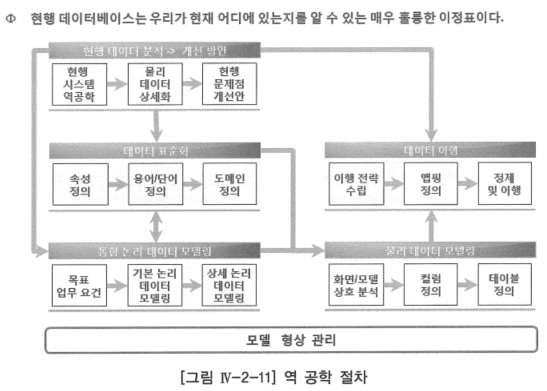 Φ 현행 데이터베이스는 우리가 현재 어디에 있는지를 알 수 있는 매우 훌륭한 이정표이다.
현행 데이터 분석 -> 개선 방안
현행
시스템
역공학
물리
데이터
상세화
현행
문제점
개선안
데이터 표준화
속성
정의
용어/단어
정의
도메인
정의
데이터 이행
이행 전략
수립
맵핑
정의
정제
및 이행
통합 논리 데이터 모델링
목표
업무 요건
기본 논리
데이터
모델링
상세 논리
데이터
모델링
물리 데이터 모델링
화면/모델
상호 분석
컬럼
정의
테이블
정의
모델 형상 관리
[그림 Ⅳ-2-11] 역 공학 절차